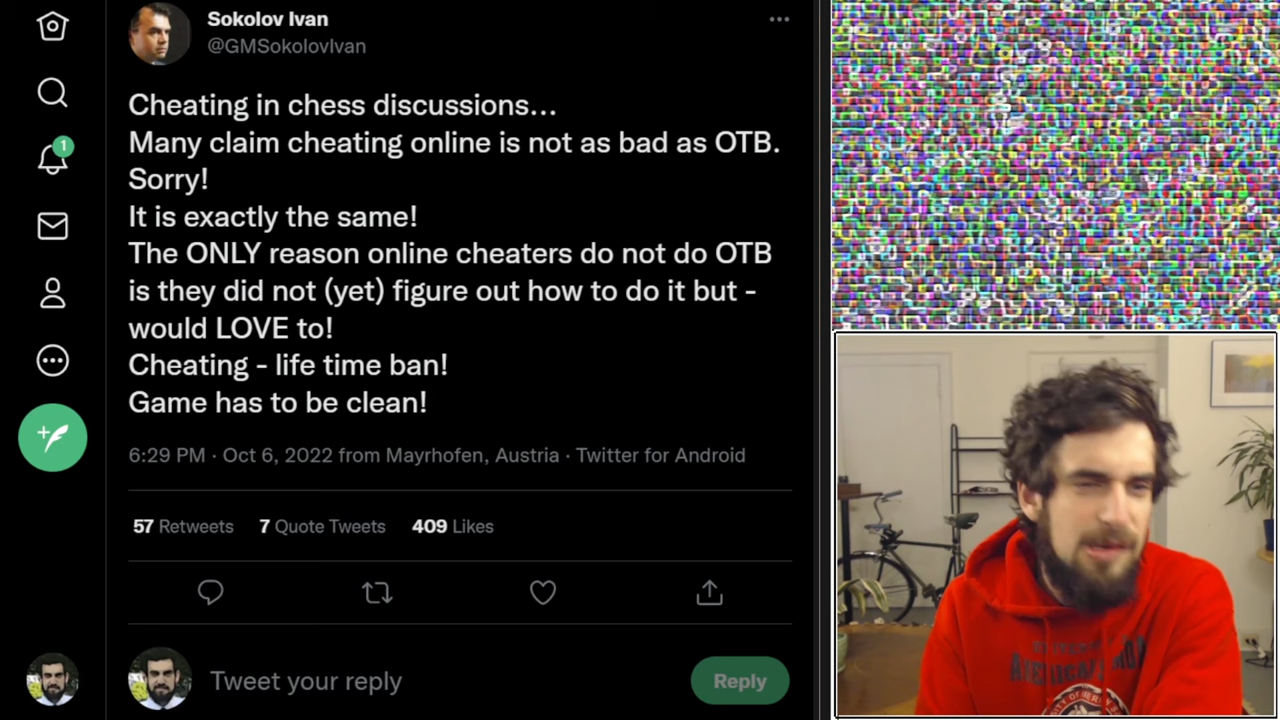 Sokolov Ivan
@GMSokolovIvan
Cheating in chess discussions...
Many claim cheating online is not as bad as OTB.
Sorry!
It is exactly the same!
The ONLY reason online cheaters do not do OTB
is they did not (yet) figure out how to do it but -
would LOVE to!
Cheating - life time ban!
Game has to be clean!
6:29 PM · Oct 6, 2022 from Mayrhofen, Austria · Twitter for Android
57 Retweets 7 Quote Tweets 409 Likes
1
Tweet your reply
Reply